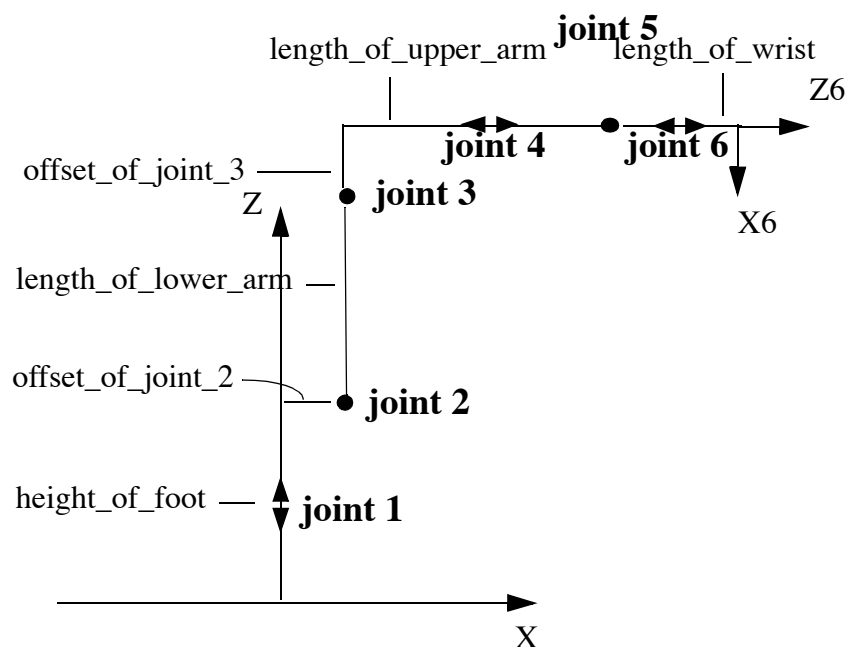 joint 5
length_of_upper_arm
length_of_wrist
Z6
joint 4
joint 6
offset_of_joint_3
joint 3
Z
X6
length_of_lower_arm
offset_of_joint_2
joint 2
height_of_foot
joint 1
X